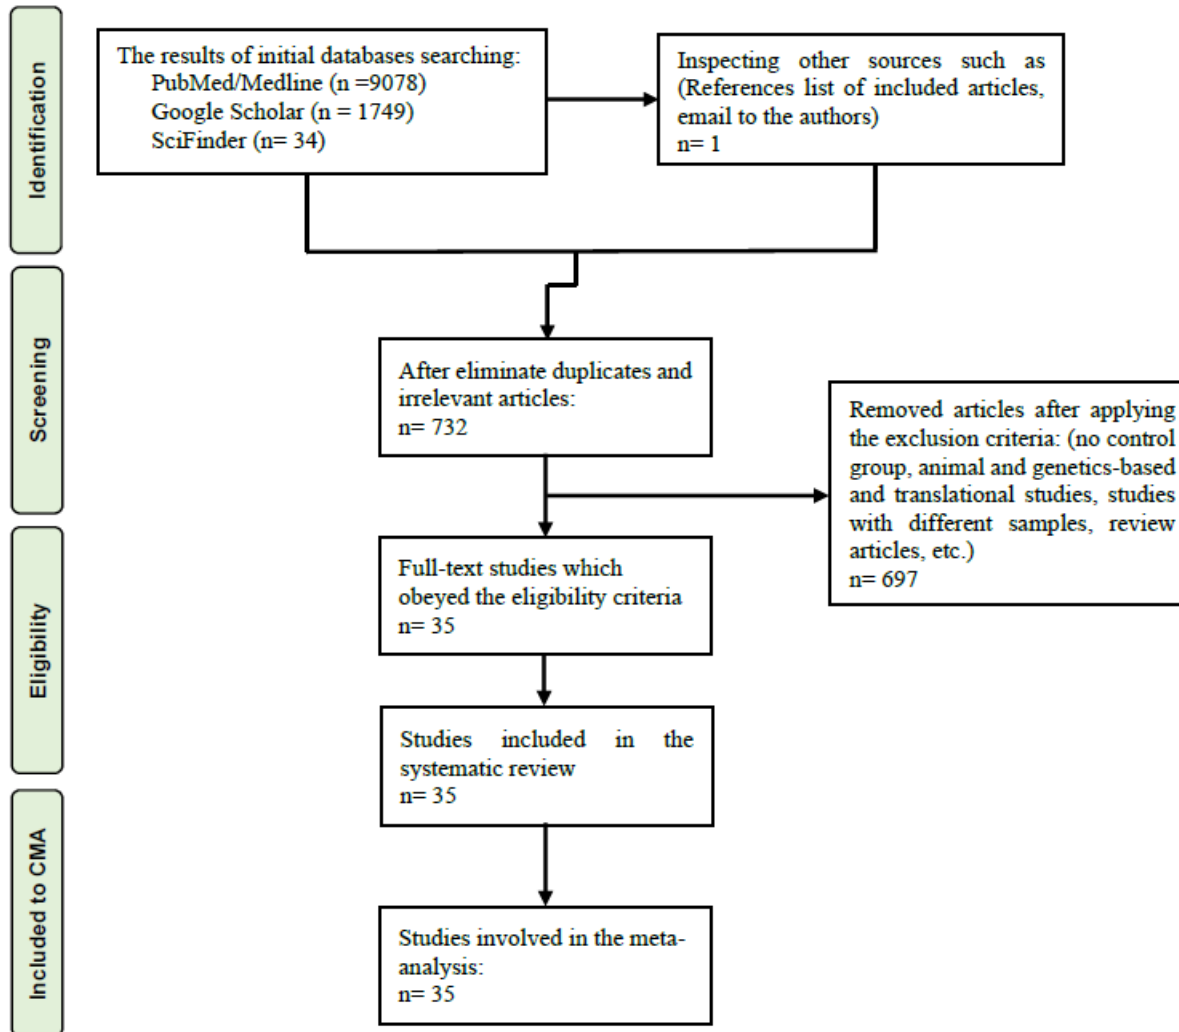 Identification
The results of initial databases searching:
PubMed/Medline (n =9078)
Google Scholar (n = 1749)
SciFinder (n= 34)
Inspecting other sources such as
(References list of included articles,
email to the authors)
n= 1
Screening
After eliminate duplicates and
irrelevant articles:
n= 732
Removed articles after applying
the exclusion criteria: (no control
group, animal and genetics-based
and translational studies, studies
with different samples, review
articles, etc.)
n= 697
Eligibility
Full-text studies which
obeyed the eligibility criteria
n= 35
Studies included in the
systematic review
n= 35
Included to CMA
Studies involved in the meta-
analysis:
n= 35